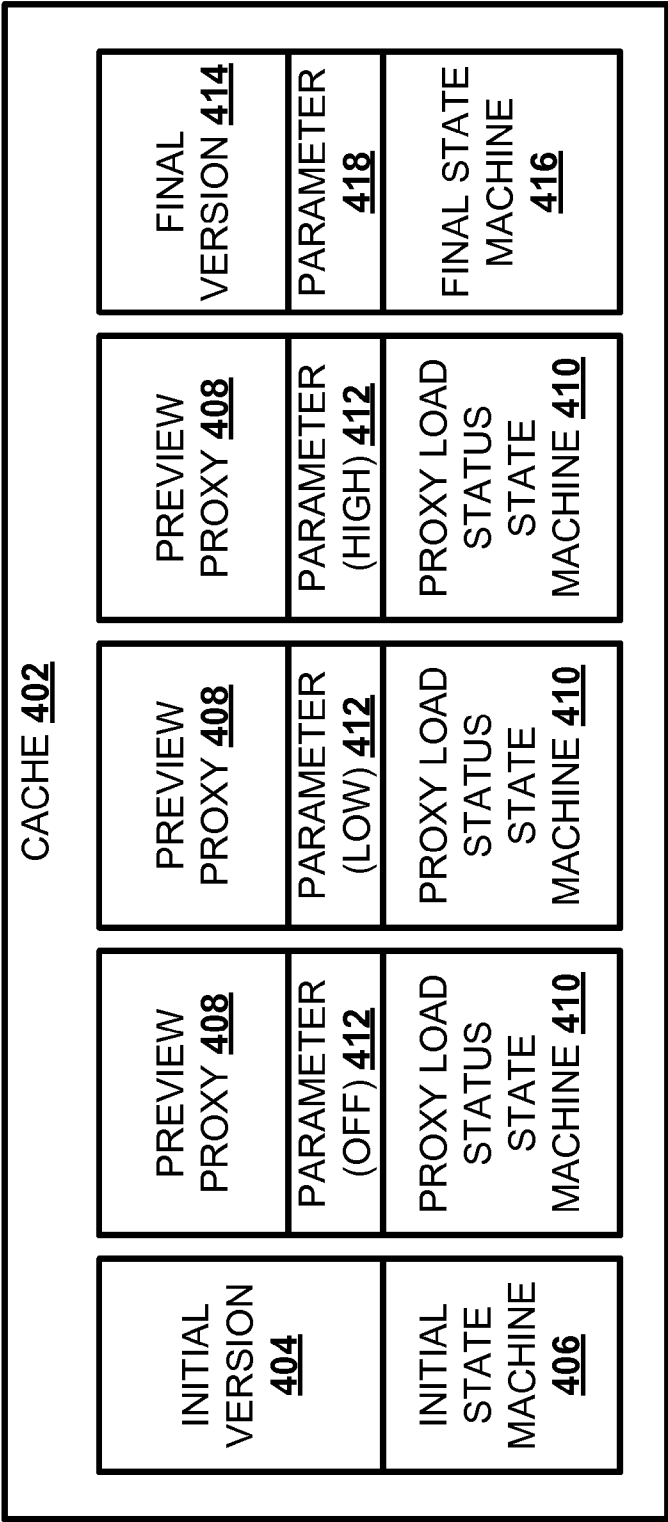 CACHE 402
INITIAL
VERSION
404
INITIAL
STATE
MACHINE
406
PREVIEW
PROXY 408
PARAMETER
(OFF) 412
PROXY LOAD
STATUS
STATE
MACHINE 410
PREVIEW
PROXY 408
PARAMETER
(LOW) 412
PROXY LOAD
STATUS
STATE
MACHINE 410
PREVIEW
PROXY 408
PARAMETER
(HIGH) 412
PROXY LOAD
STATUS
STATE
MACHINE 410
FINAL
VERSION 414
PARAMETER
418
FINAL STATE
MACHINE
416